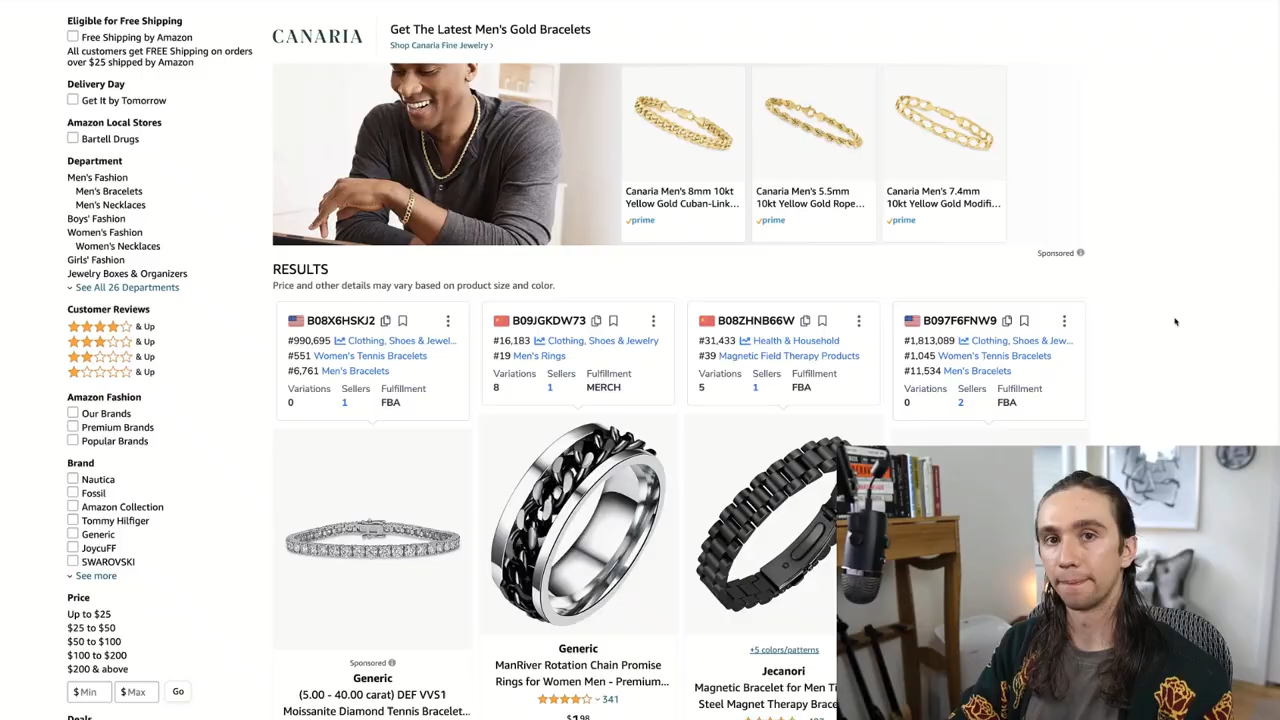 Eligible for Free Shipping
Free Shipping by Amazon
All customers get FREE Shipping on orders
over $25 shipped by Amazon
Delivery Day
Get It by Tomorrow
Amazon Local Stores
Bartell Drugs
Department
Men's Fashion
Men's Bracelets
Men's Necklaces
Boys' Fashion
Women's Fashion
Women's Necklaces
Girls' Fashion
Jewelry Boxes & Organizers
See All 26 Departments
Customer Reviews
& Up
& Up
& Up
& Up
Amazon Fashion
Our Brands
Premium Brands
Popular Brands
Brand
Nautica
Fossil
Amazon Collection
Tommy Hilfiger
Generic
JoycuFF
SWAROVSKI
See more
Price
Up to $25
$25 to $50
$50 to $100
$100 to $200
$200 & above
$ Min $ Max Go
Deals
CANARIA
Get The Latest Men's Gold Bracelets
Shop Canaria Fine Jewelry ›
Canaria Men's 8mm 10kt
Yellow Gold Cuban-Link...
prime
Canaria Men's 5.5mm
10kt Yellow Gold Rope...
prime
Canaria Men's 7.4mm
10kt Yellow Gold Modifi...
prime
Sponsored
RESULTS
Price and other details may vary based on product size and color.
B08X6HSKJ2
#990,695 Clothing, Shoes & Jewel...
#551 Women's Tennis Bracelets
#6,761 Men's Bracelets
Variations Sellers Fulfillment
0 1 FBA
Sponsored
Generic
(5.00 - 40.00 carat) DEF VVS1
Moissanite Diamond Tennis Bracelet...
B09JGKDW73
#16,183 Clothing, Shoes & Jewelry
#19 Men's Rings
Variations Sellers Fulfillment
8 1 MERCH
Generic
ManRiver Rotation Chain Promise
Rings for Women Men - Premium...
341
$1.98
B08ZHNB66W
#31,433 Health & Household
#39 Magnetic Field Therapy Products
Variations Sellers Fulfillment
5 1 FBA
+5 colors/patterns
Jecanori
Magnetic Bracelet for Men Ti
Steel Magnet Therapy Brace
B097F6FNW9
#1,813,089 Clothing, Shoes & Jew...
#1,045 Women's Tennis Bracelets
#11,534 Men's Bracelets
Variations Sellers Fulfillment
0 2 FBA